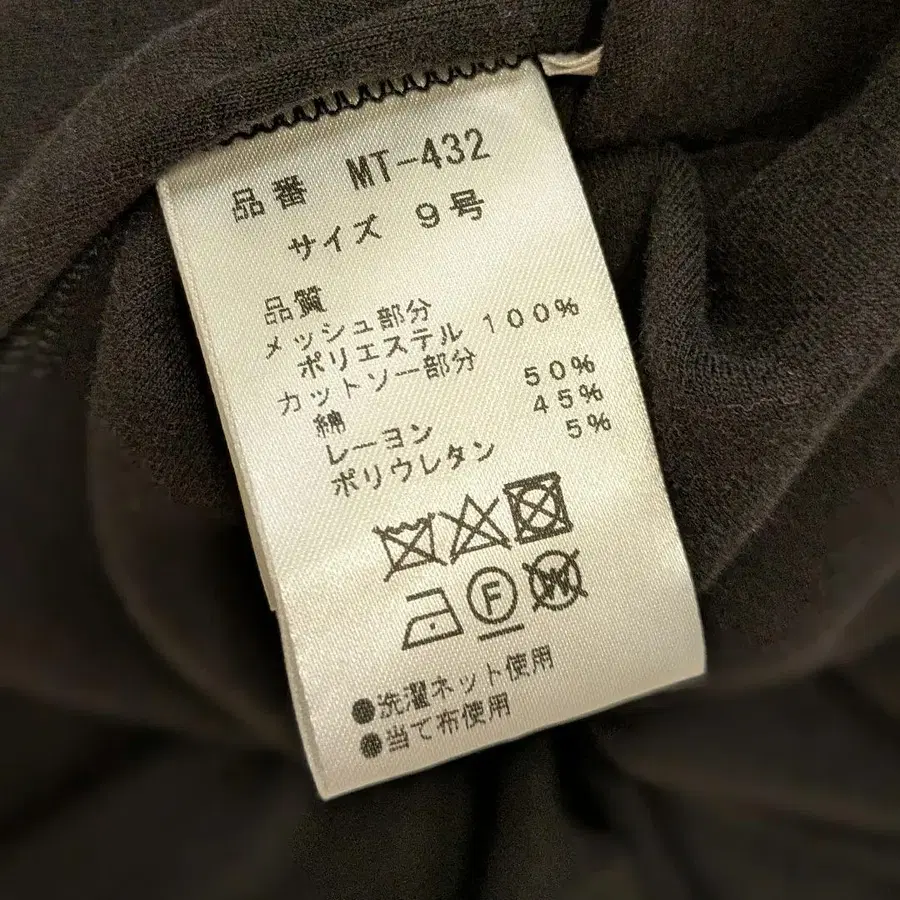 品番 MT-432
サイズ 9号
品質
メッシュ部分
ポリエステル 100%
カットソー部分
綿 50%
レーヨン 45%
ポリウレタン 5%
F W
●洗濯ネット使用
●当て布使用